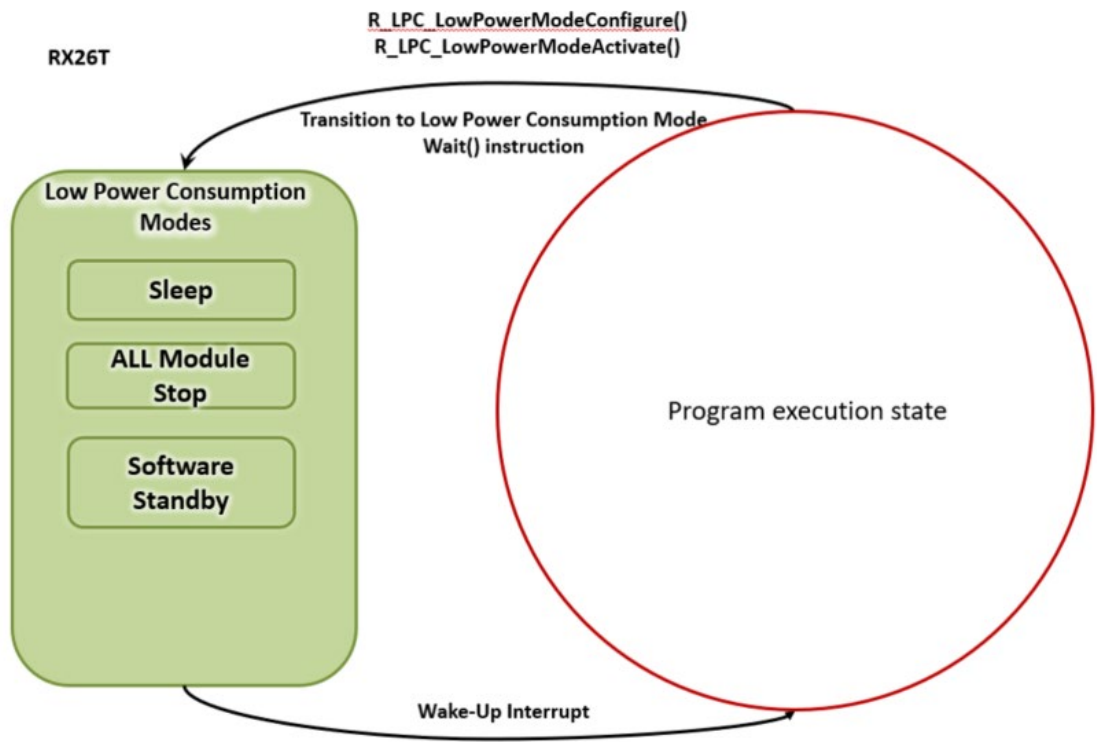 R_LPC_LowPowerModeConfigure()
R_LPC_LowPowerModeActivate()
RX26T
Transition to Low Power Consumption Mode
Wait() instruction
Low Power Consumption
Modes
Sleep
ALL Module
Stop
Software
Standby
Program execution state
Wake-Up Interrupt